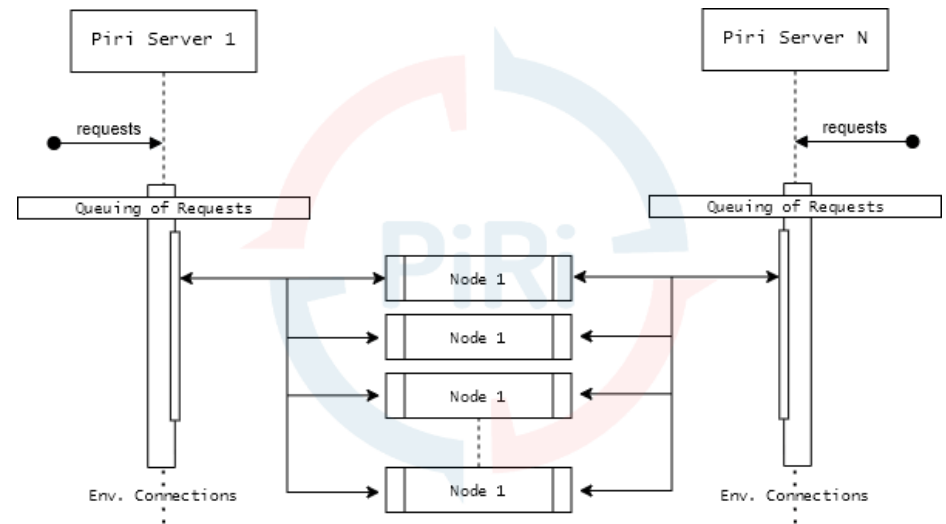 Piri Server 1
Piri Server N
requests
requests
Queuing of Requests
Queuing of Requests
PiRi
Node 1
Node 1
Node 1
Node 1
Env. Connections
Env. Connections